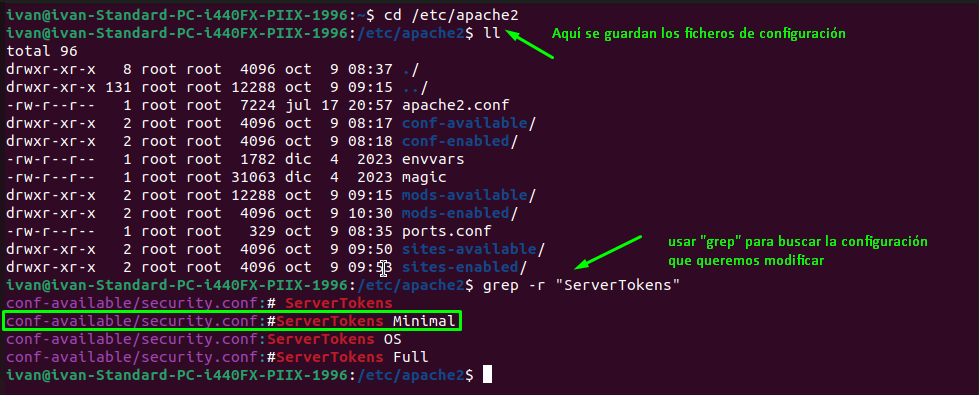 ivan@ivan-Standard-PC-i440FX-PIIX-1996:~$ cd /etc/apache2
ivan@ivan-Standard-PC-i440FX-PIIX-1996:/etc/apache2$ ll
Aquí se guardan los ficheros de configuración
total 96
drwxr-xr-x   8 root root  4096 oct  9 08:37 ./
drwxr-xr-x 131 root root 12288 oct  9 09:15 ../
-rw-r--r--   1 root root  7224 jul 17 20:57 apache2.conf
drwxr-xr-x   2 root root  4096 oct  9 08:17 conf-available/
drwxr-xr-x   2 root root  4096 oct  9 08:18 conf-enabled/
-rw-r--r--   1 root root  1782 dic  4  2023 envvars
-rw-r--r--   1 root root 31063 dic  4  2023 magic
drwxr-xr-x   2 root root 12288 oct  9 09:15 mods-available/
drwxr-xr-x   2 root root  4096 oct  9 10:30 mods-enabled/
-rw-r--r--   1 root root   329 oct  9 08:35 ports.conf
drwxr-xr-x   2 root root  4096 oct  9 09:50 sites-available/
drwxr-xr-x   2 root root  4096 oct  9 09:53 sites-enabled/
usar "grep" para buscar la configuración
que queremos modificar
ivan@ivan-Standard-PC-i440FX-PIIX-1996:/etc/apache2$ grep -r "ServerTokens"
conf-available/security.conf:# ServerTokens
conf-available/security.conf:#ServerTokens Minimal
conf-available/security.conf:ServerTokens OS
conf-available/security.conf:#ServerTokens Full
ivan@ivan-Standard-PC-i440FX-PIIX-1996:/etc/apache2$